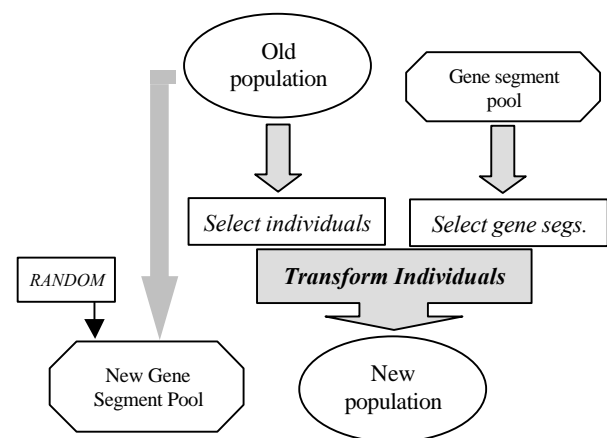 Old
population
Gene segment
pool
Select individuals
Select gene segs.
Transform Individuals
RANDOM
New Gene
Segment Pool
New
population